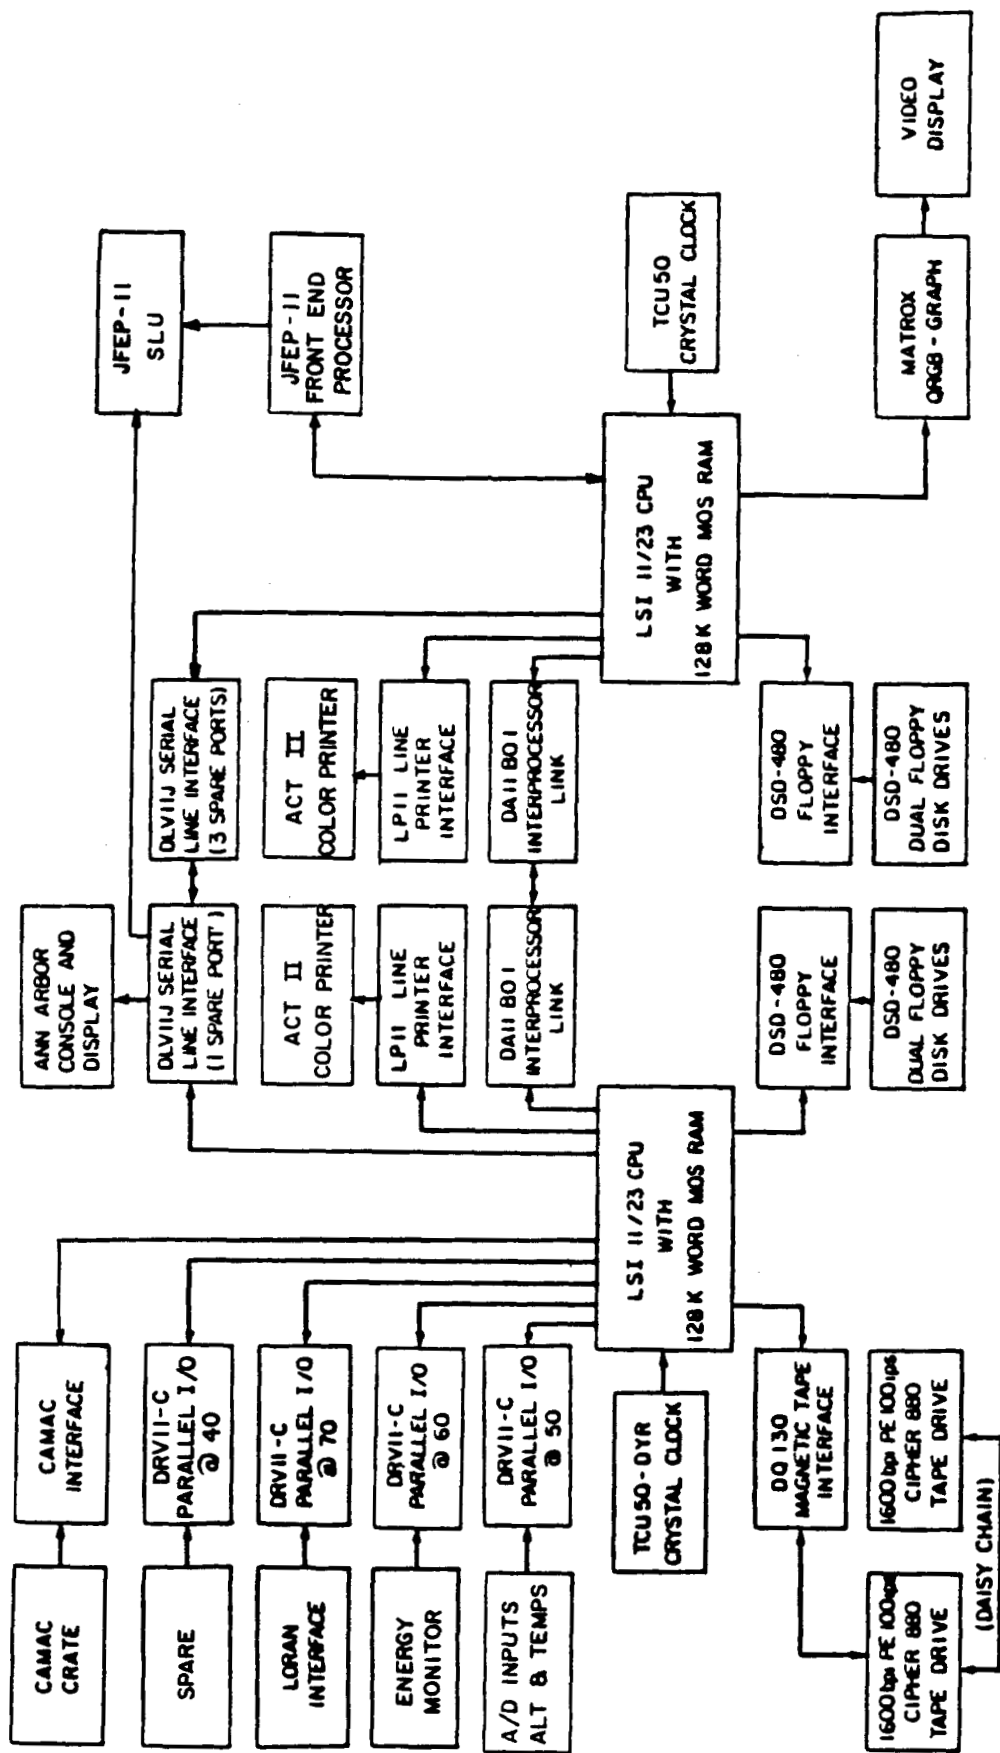 CAMAC
CRATE
CAMAC
INTERFACE
SPARE
DRV11-C
PARALLEL I/O
@ 40
LORAN
INTERFACE
DRV11-C
PARALLEL I/O
@ 70
ENERGY
MONITOR
DRV11-C
PARALLEL I/O
@ 60
A/D INPUTS
ALT & TEMPS
DRV11-C
PARALLEL I/O
@ 50
TCU50-DYR
CRYSTAL CLOCK
LSI 11/23 CPU
WITH
128K WORD MOS RAM
DQ 130
MAGNETIC TAPE
INTERFACE
1600 bpi PE 100 ips
CIPHER 880
TAPE DRIVE
1600 bpi PE 100 ips
CIPHER 880
TAPE DRIVE
(DAISY CHAIN)
ANN ARBOR
CONSOLE AND
DISPLAY
DLV11J SERIAL
LINE INTERFACE
(1 SPARE PORT)
DLV11J SERIAL
LINE INTERFACE
(3 SPARE PORTS)
ACT II
COLOR PRINTER
ACT II
COLOR PRINTER
LP11 LINE
PRINTER
INTERFACE
LP11 LINE
PRINTER
INTERFACE
DA11 BO1
INTERPROCESSOR
LINK
DA11 BO1
INTERPROCESSOR
LINK
DSD-480
FLOPPY
INTERFACE
DSD-480
FLOPPY
INTERFACE
DSD-480
DUAL FLOPPY
DISK DRIVES
DSD-480
DUAL FLOPPY
DISK DRIVES
JFEP-11
SLU
JFEP-11
FRONT END
PROCESSOR
LSI 11/23 CPU
WITH
128K WORD MOS RAM
TCU50
CRYSTAL CLOCK
MATROX
QRGB-GRAPH
VIDEO
DISPLAY